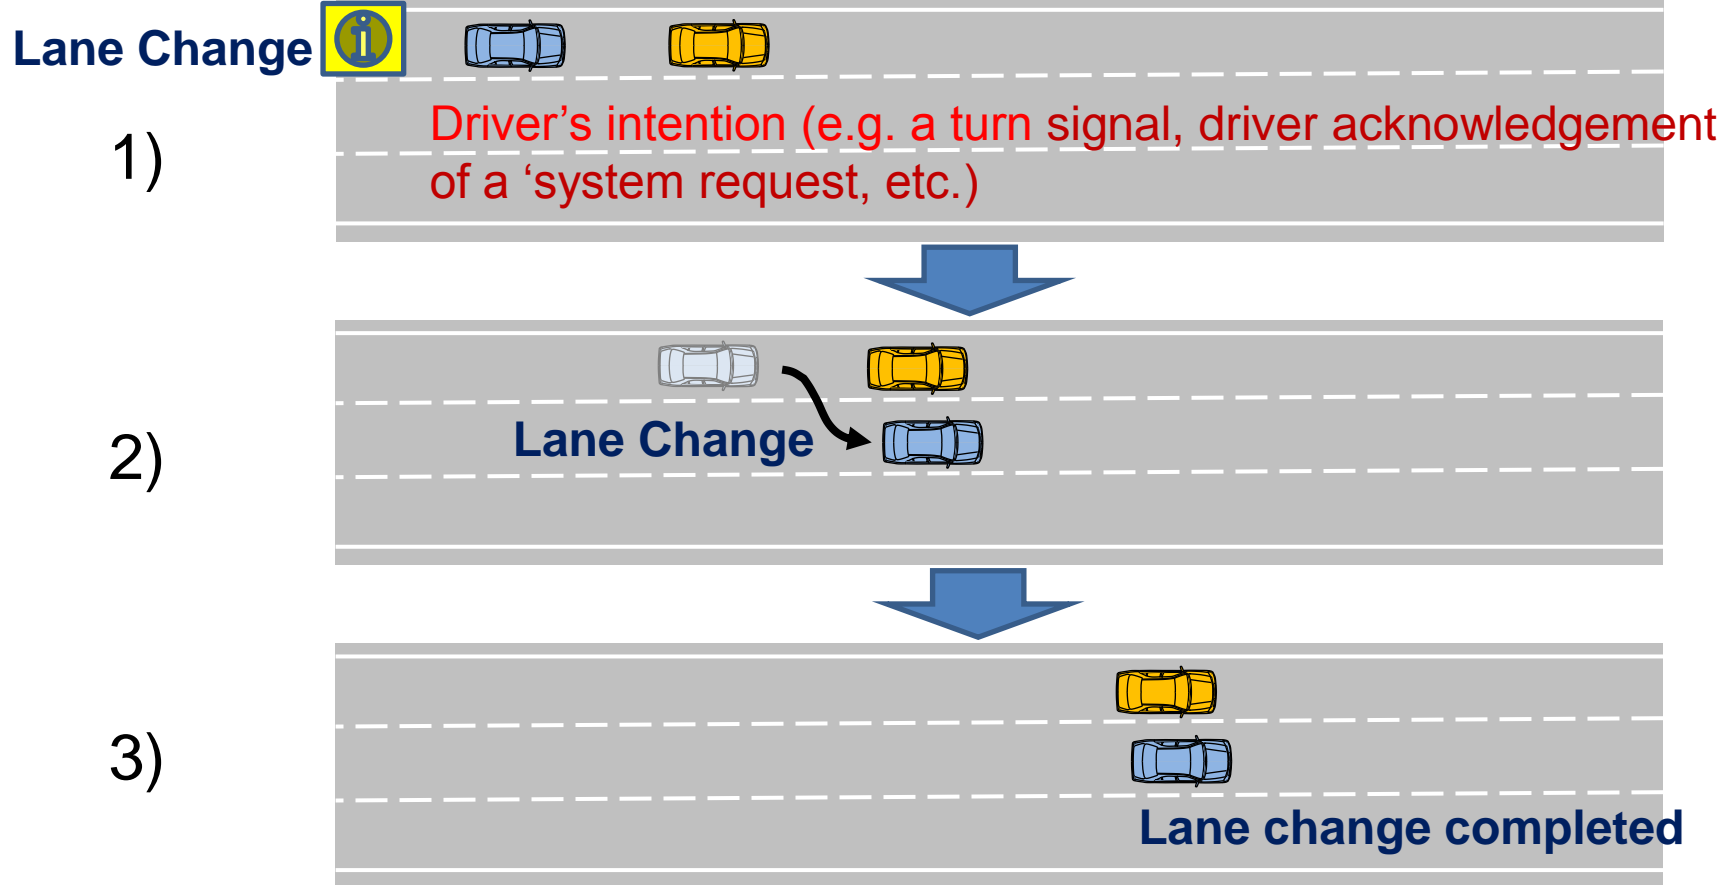 Lane Change
i
1)
Driver’s intention (e.g. a turn signal, driver acknowledgement
of a ‘system request, etc.)
2)
Lane Change
3)
Lane change completed